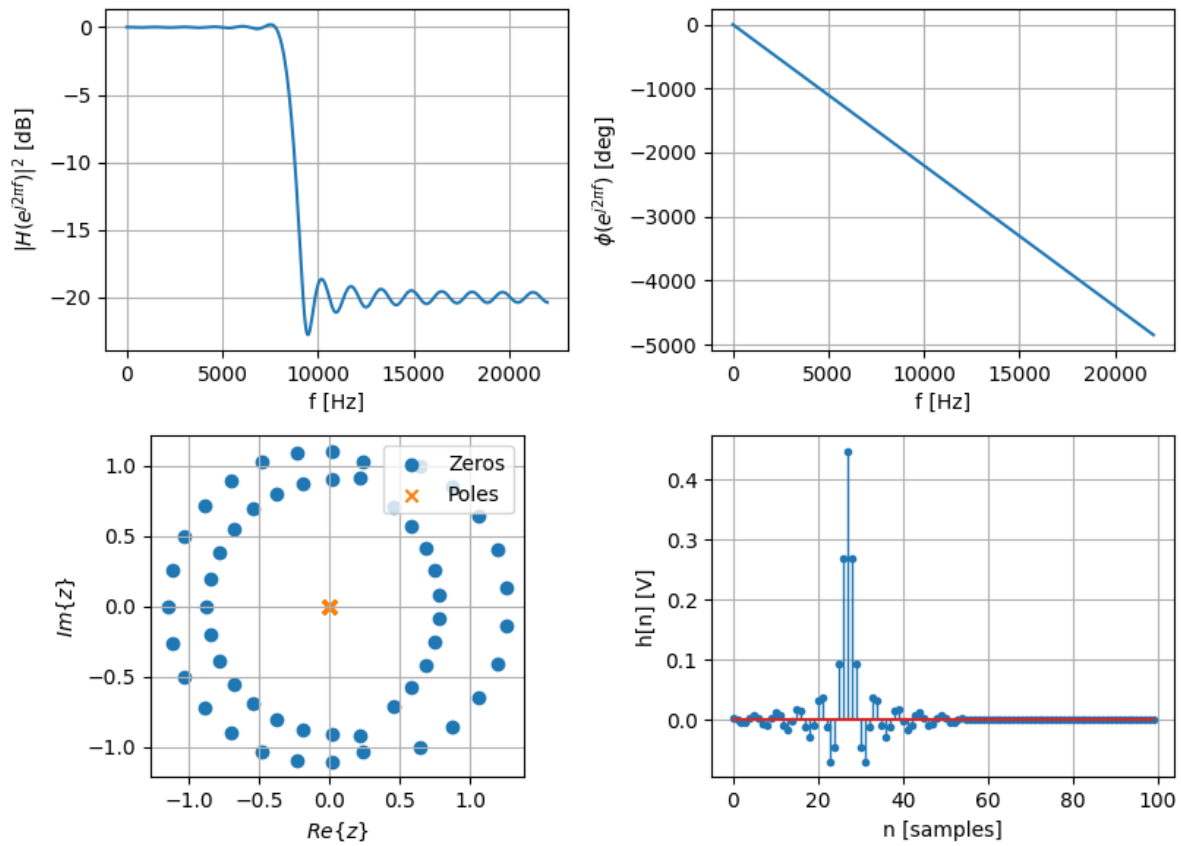 0
−5
−10
−15
−20
|H(e^{j2πf})|² [dB]
0 5000 10000 15000 20000
f [Hz]
0
−1000
−2000
−3000
−4000
−5000
ϕ(e^{j2πf}) [deg]
0 5000 10000 15000 20000
f [Hz]
1.0
0.5
0.0
−0.5
−1.0
Im{z}
Zeros
Poles
−1.0 −0.5 0.0 0.5 1.0
Re{z}
0.4
0.3
0.2
0.1
0.0
h[n] [V]
0 20 40 60 80 100
n [samples]